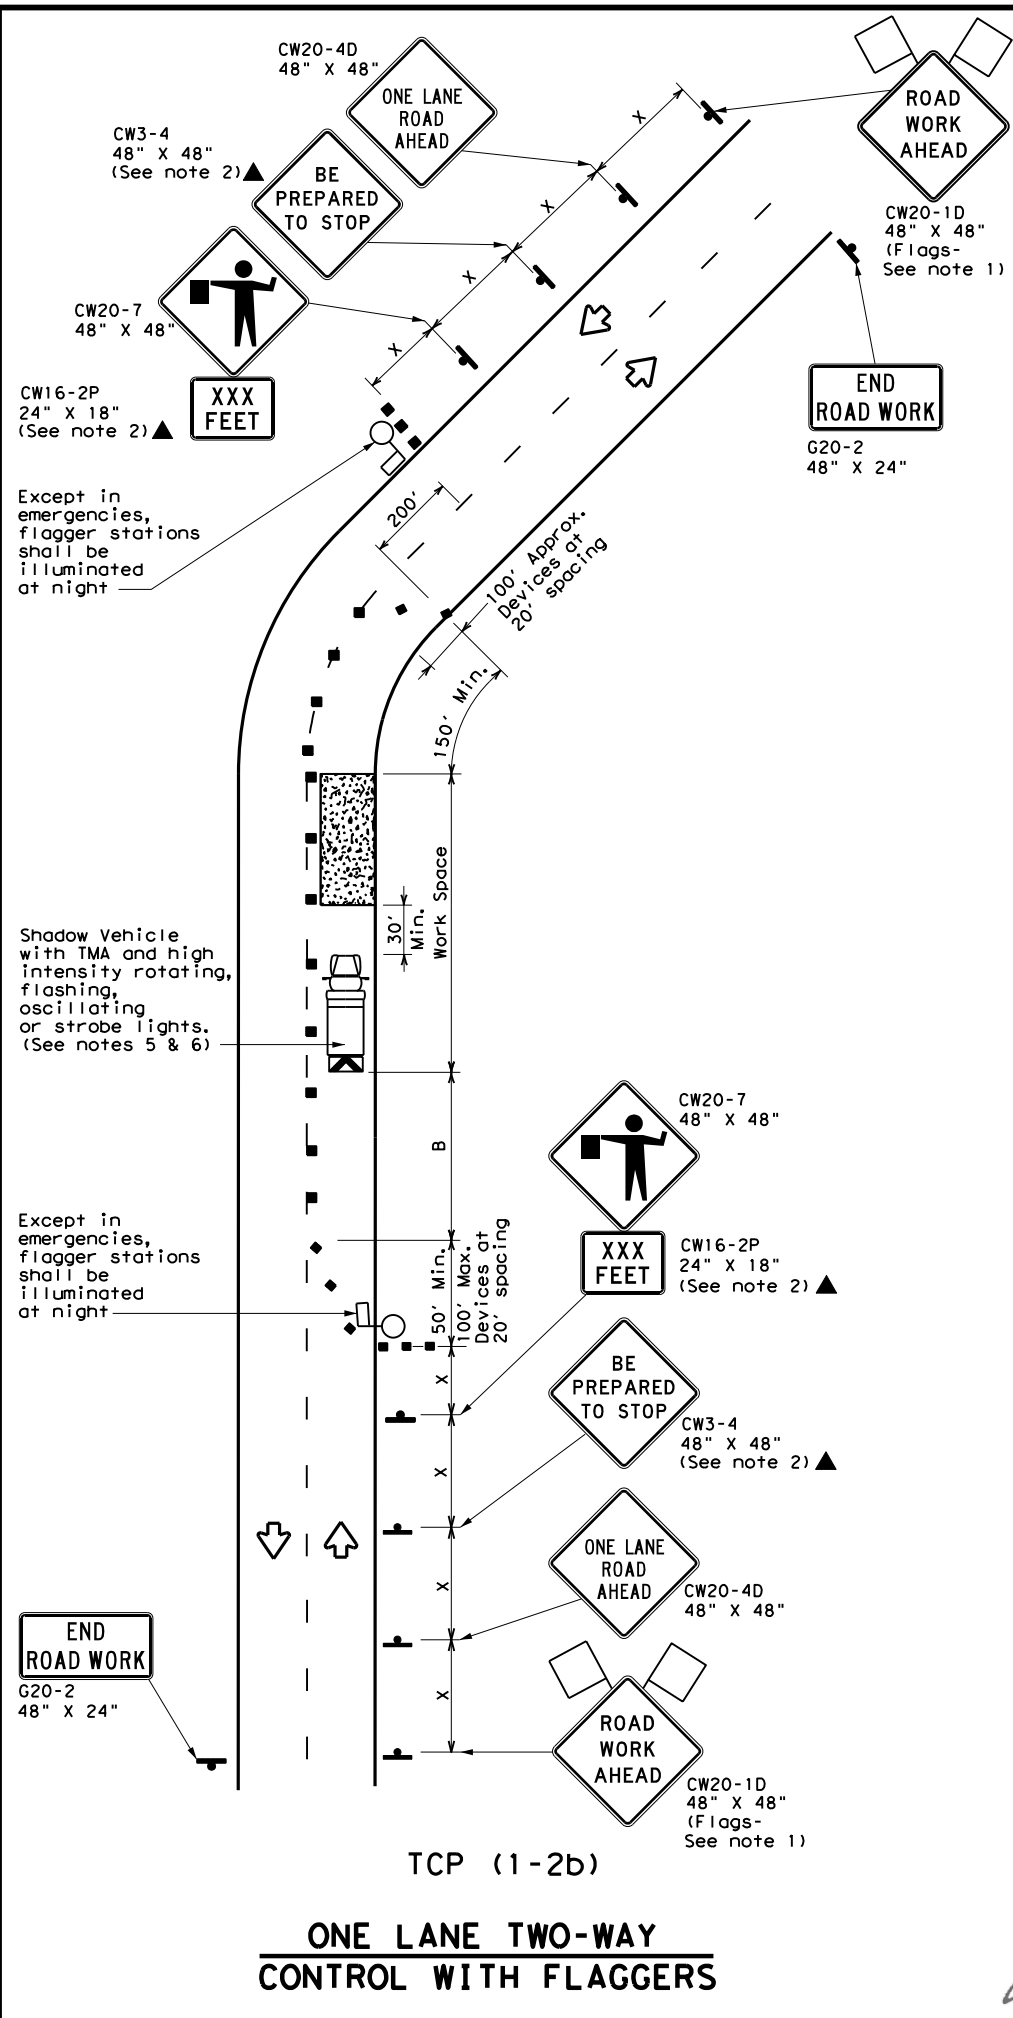 CW20-4D
48" X 48"
ONE LANE
ROAD
AHEAD
ROAD
WORK
AHEAD
CW20-1D
48" X 48"
(Flags-
See note 1)
CW3-4
48" X 48"
(See note 2)
BE
PREPARED
TO STOP
X
X
X
X
CW20-7
48" X 48"
CW16-2P
24" X 18"
(See note 2)
XXX
FEET
END
ROAD WORK
G20-2
48" X 24"
Except in
emergencies,
flagger stations
shall be
illuminated
at night
200'
100' Approx.
Devices at
20' spacing
150' Min.
Work Space
30'
Min.
Shadow Vehicle
with TMA and high
intensity rotating,
flashing,
oscillating
or strobe lights.
(See notes 5 & 6)
B
CW20-7
48" X 48"
XXX
FEET
CW16-2P
24" X 18"
(See note 2)
Except in
emergencies,
flagger stations
shall be
illuminated
at night
50' Min.
100' Max.
Devices at
20' spacing
X
X
X
X
BE
PREPARED
TO STOP
CW3-4
48" X 48"
(See note 2)
ONE LANE
ROAD
AHEAD
CW20-4D
48" X 48"
END
ROAD WORK
G20-2
48" X 24"
ROAD
WORK
AHEAD
CW20-1D
48" X 48"
(Flags-
See note 1)
TCP (1-2b)
ONE LANE TWO-WAY
CONTROL WITH FLAGGERS